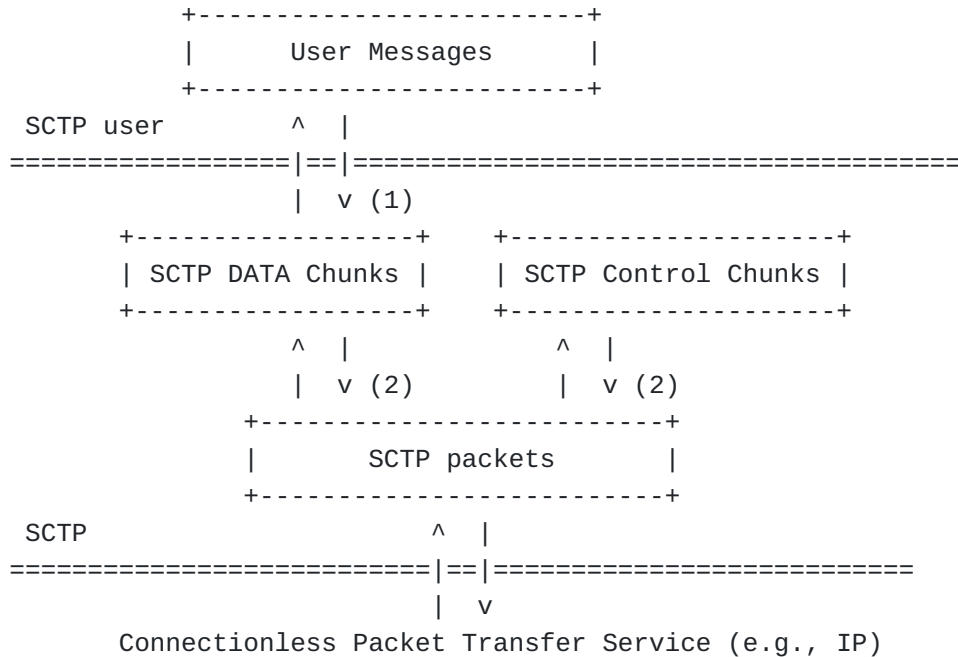 +-------------------------+
|      User Messages      |
+-------------------------+
SCTP user          ^  |
==================|==|=======================================
|  v (1)
+------------------+    +---------------------+
| SCTP DATA Chunks |    | SCTP Control Chunks |
+------------------+    +---------------------+
^  |             ^  |
|  v (2)         |  v (2)
+--------------------------+
|       SCTP packets       |
+--------------------------+
SCTP                      ^  |
===========================|==|===========================
|  v
Connectionless Packet Transfer Service (e.g., IP)